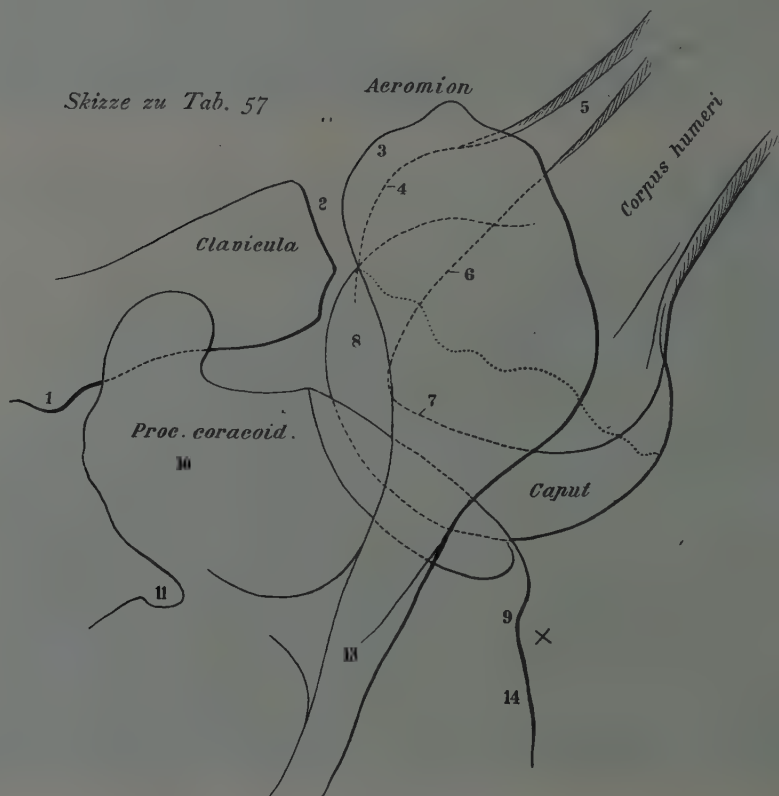 Skizze zu Tab. 57
Acromion
5
Corpus humeri
3
4
2
Clavicula
6
8
1
7
Proc. coracoid.
10
Caput
11
9
13
14